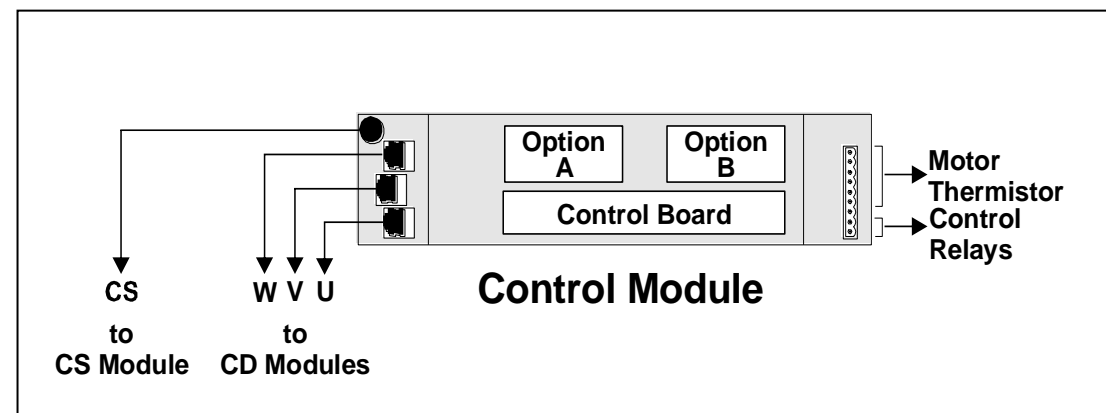 Option
A
Option
B
Control Board
Motor
Thermistor
Control
Relays
CS
to
CS Module
W V U
to
CD Modules
Control Module